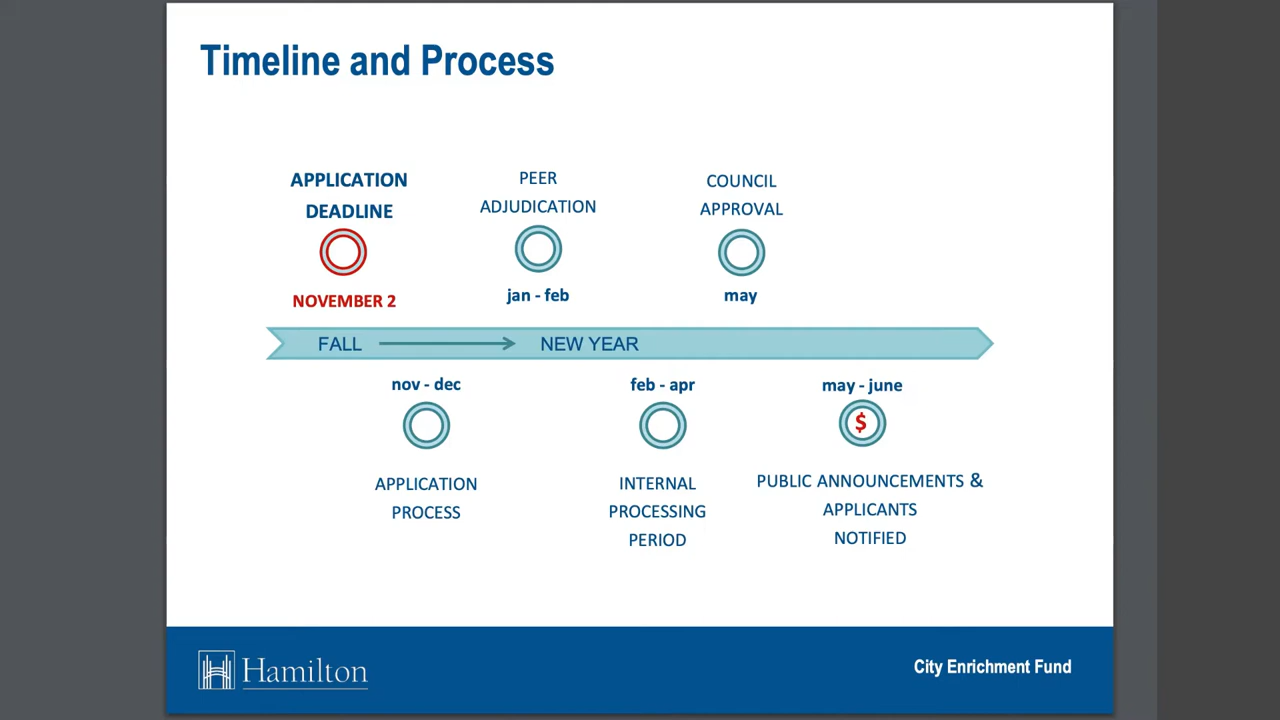 Timeline and Process
APPLICATION
DEADLINE
NOVEMBER 2
PEER
ADJUDICATION
jan - feb
COUNCIL
APPROVAL
may
FALL
NEW YEAR
nov - dec
APPLICATION
PROCESS
feb - apr
INTERNAL
PROCESSING
PERIOD
may - june
$
PUBLIC ANNOUNCEMENTS &
APPLICANTS
NOTIFIED
Hamilton
City Enrichment Fund